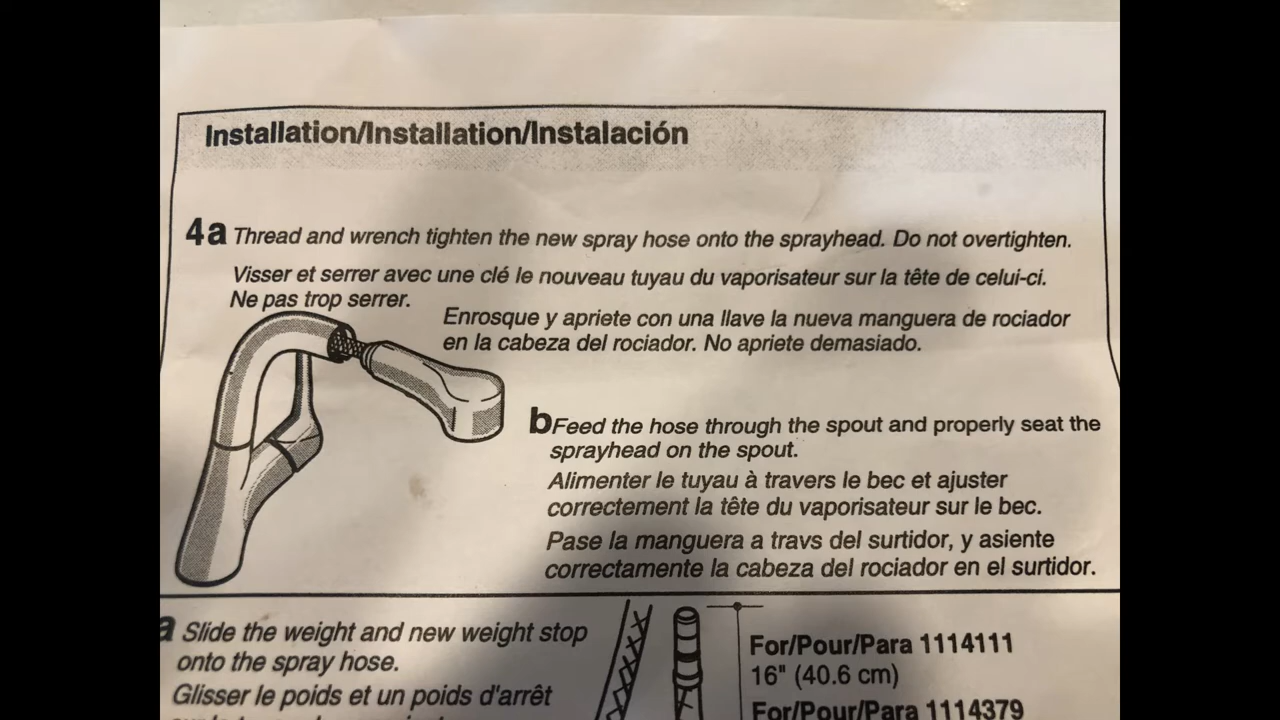 Installation/Installation/Instalación
4a Thread and wrench tighten the new spray hose onto the sprayhead. Do not overtighten.
Visser et serrer avec une clé le nouveau tuyau du vaporisateur sur la tête de celui-ci.
Ne pas trop serrer.
Enrosque y apriete con una llave la nueva manguera de rociador
en la cabeza del rociador. No apriete demasiado.
b Feed the hose through the spout and properly seat the
sprayhead on the spout.
Alimenter le tuyau à travers le bec et ajuster
correctement la tête du vaporisateur sur le bec.
Pase la manguera a travs del surtidor, y asiente
correctamente la cabeza del rociador en el surtidor.
a Slide the weight and new weight stop
onto the spray hose.
Glisser le poids et un poids d'arrêt
For/Pour/Para 1114111
16" (40.6 cm)
For/Pour/Para 1114379